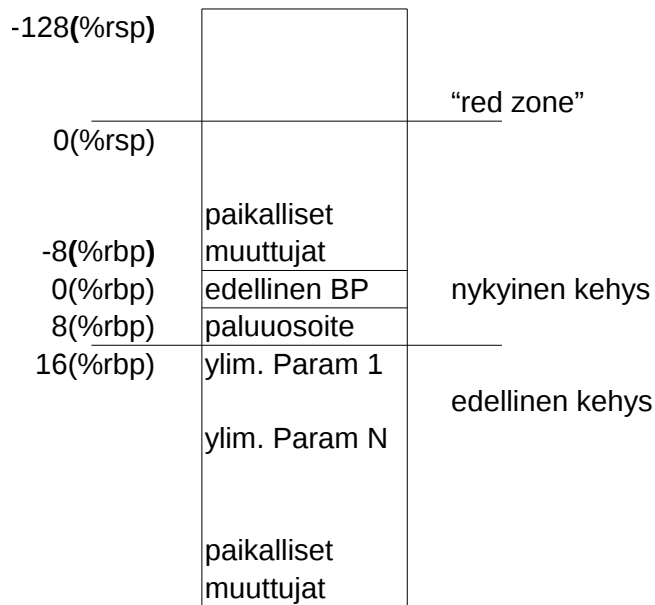 -128(%rsp)
“red zone”
0(%rsp)
paikalliset
-8(%rbp) muuttujat
0(%rbp) edellinen BP nykyinen kehys
8(%rbp) paluuosoite
16(%rbp) ylim. Param 1
edellinen kehys
ylim. Param N
paikalliset
muuttujat